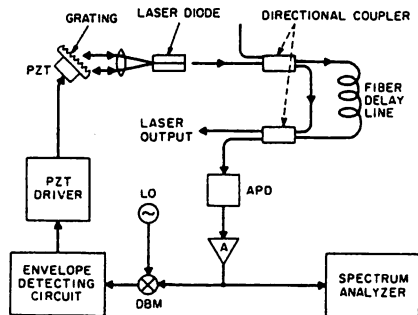 GRATING
PZT
LASER DIODE
DIRECTIONAL COUPLER
FIBER
DELAY
LINE
LASER
OUTPUT
APD
PZT
DRIVER
LO
A
ENVELOPE
DETECTING
CIRCUIT
DBM
SPECTRUM
ANALYZER